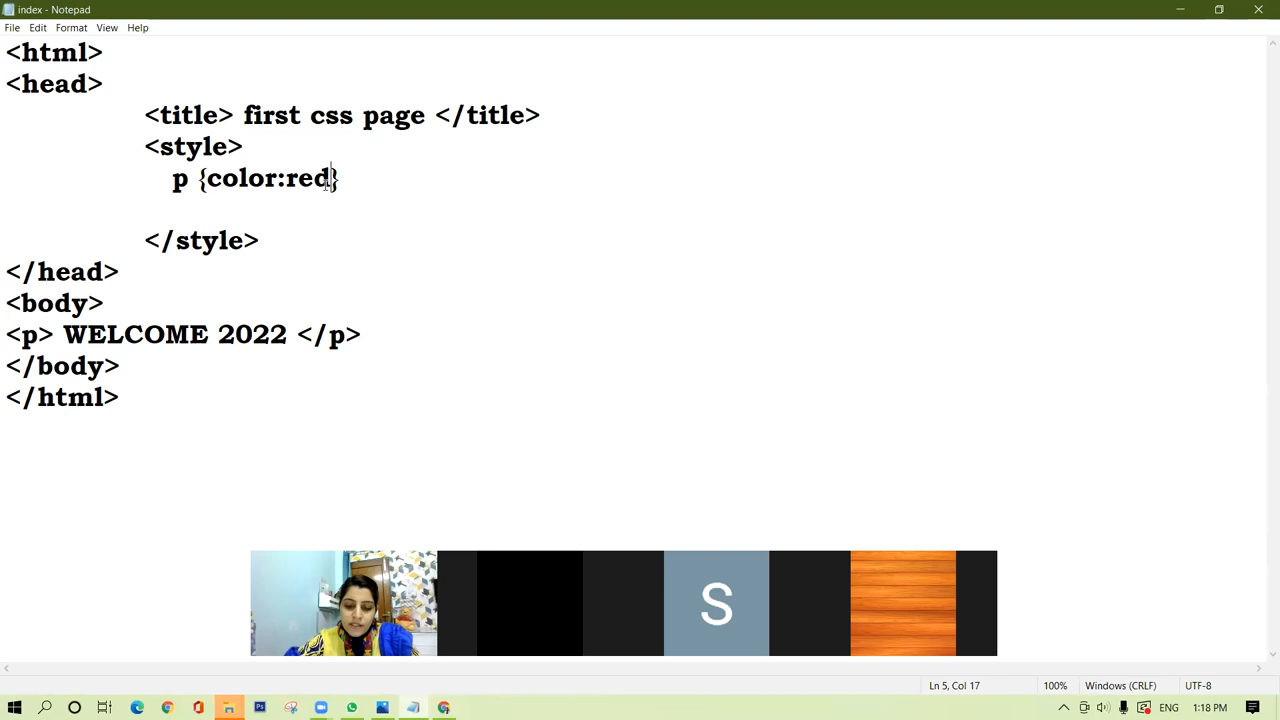 index - Notepad
File Edit Format View Help
<html>
<head>
<title> first css page </title>
<style>
p {color:red}
</style>
</head>
<body>
<p> WELCOME 2022 </p>
</body>
</html>
S
Ln 5, Col 17 100% Windows (CRLF) UTF-8
ENG 1:18 PM